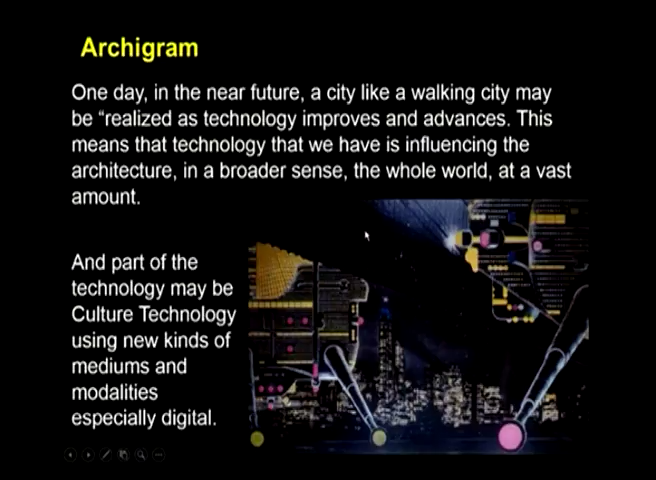 Archigram
One day, in the near future, a city like a walking city may
be “realized as technology improves and advances. This
means that technology that we have is influencing the
architecture, in a broader sense, the whole world, at a vast
amount.
And part of the
technology may be
Culture Technology
using new kinds of
mediums and
modalities
especially digital.